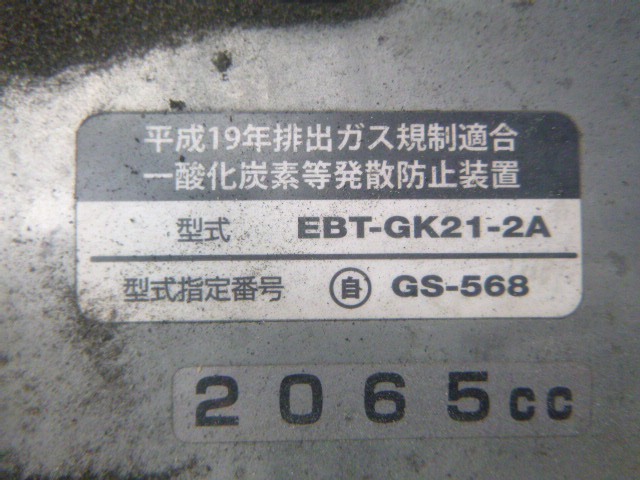 平成19年排出ガス規制適合
一酸化炭素等発散防止装置
型式 EBT-GK21-2A
型式指定番号 自 GS-568
2065cc